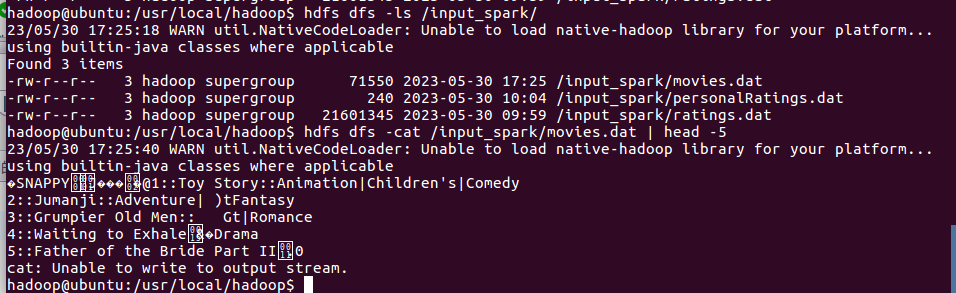 hadoop@ubuntu:/usr/local/hadoop$ hdfs dfs -ls /input_spark/
23/05/30 17:25:18 WARN util.NativeCodeLoader: Unable to load native-hadoop library for your platform...
using builtin-java classes where applicable
Found 3 items
-rw-r--r--   3 hadoop supergroup      71550 2023-05-30 17:25 /input_spark/movies.dat
-rw-r--r--   3 hadoop supergroup        240 2023-05-30 10:04 /input_spark/personalRatings.dat
-rw-r--r--   3 hadoop supergroup   21601345 2023-05-30 09:59 /input_spark/ratings.dat
hadoop@ubuntu:/usr/local/hadoop$ hdfs dfs -cat /input_spark/movies.dat | head -5
23/05/30 17:25:40 WARN util.NativeCodeLoader: Unable to load native-hadoop library for your platform...
using builtin-java classes where applicable
�SNAPPY����@1::Toy Story::Animation|Children's|Comedy
2::Jumanji::Adventure| )tFantasy
3::Grumpier Old Men::   Gt|Romance
4::Waiting to Exhale�Drama
5::Father of the Bride Part II0
cat: Unable to write to output stream.
hadoop@ubuntu:/usr/local/hadoop$